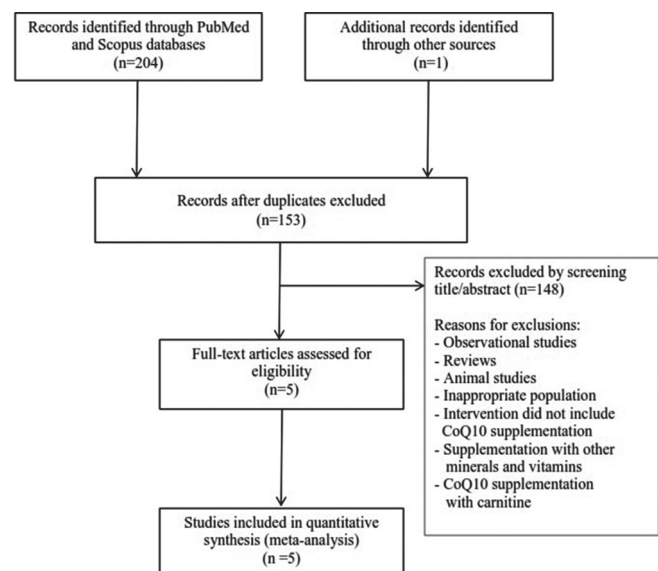 Records identified through PubMed
and Scopus databases
(n=204)
Additional records identified
through other sources
(n=1)
Records after duplicates excluded
(n=153)
Records excluded by screening
title/abstract (n=148)
Reasons for exclusions:
- Observational studies
- Reviews
- Animal studies
- Inappropriate population
- Intervention did not include
CoQ10 supplementation
- Supplementation with other
minerals and vitamins
- CoQ10 supplementation
with carnitine
Full-text articles assessed for
eligibility
(n=5)
Studies included in quantitative
synthesis (meta-analysis)
(n =5)